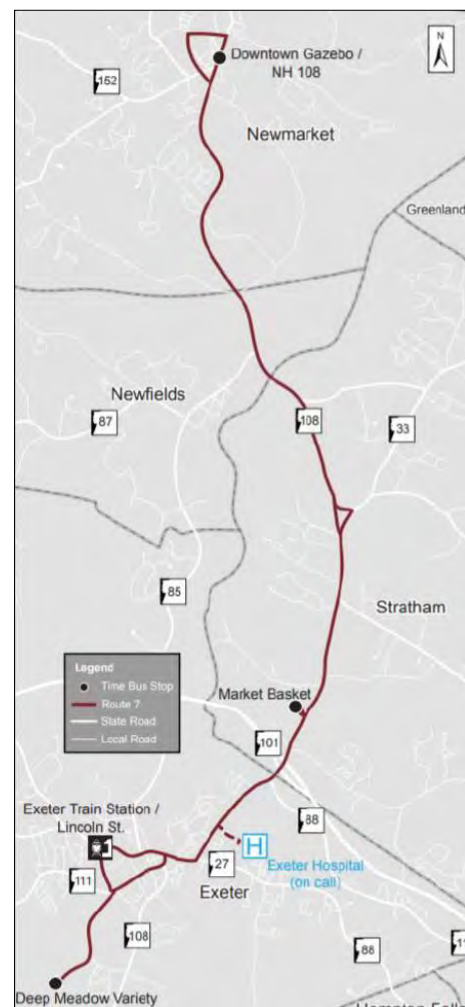 N
Downtown Gazebo /
NH 108
152
Newmarket
Greenland
Newfields
87
108
33
85
Stratham
Legend
Time Bus Stop
Route 7
State Road
Local Road
Market Basket
101
Exeter Train Station /
Lincoln St.
88
27
H
Exeter Hospital
(on call)
111
Exeter
108
88
Deep Meadow Variety